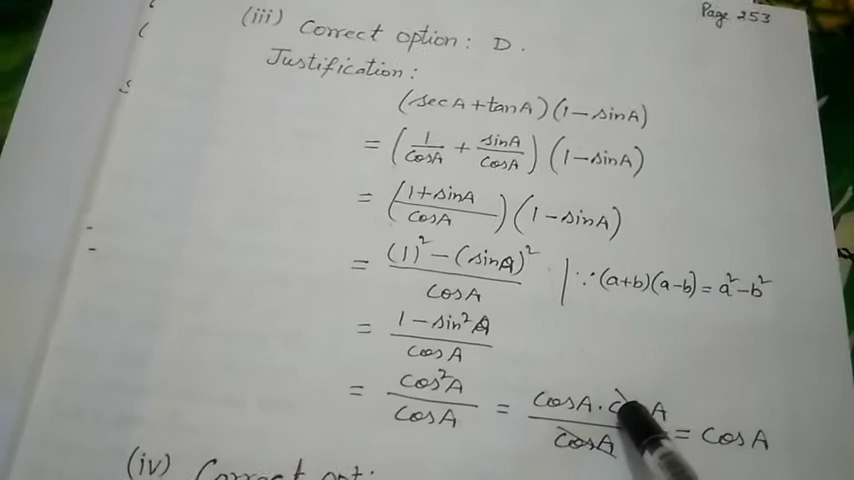 Page 253
(iii) Correct option: D.
Justification:
(secA + tanA)(1 - sinA)
= (1/cosA + sinA/cosA)(1 - sinA)
= ((1 + sinA)/cosA)(1 - sinA)
= ((1)² - (sinA)²)/cosA | ∵ (a+b)(a-b) = a² - b²
= (1 - sin²A)/cosA
= cos²A/cosA = (cosA · cosA)/cosA = cosA
(iv) Correct opt: